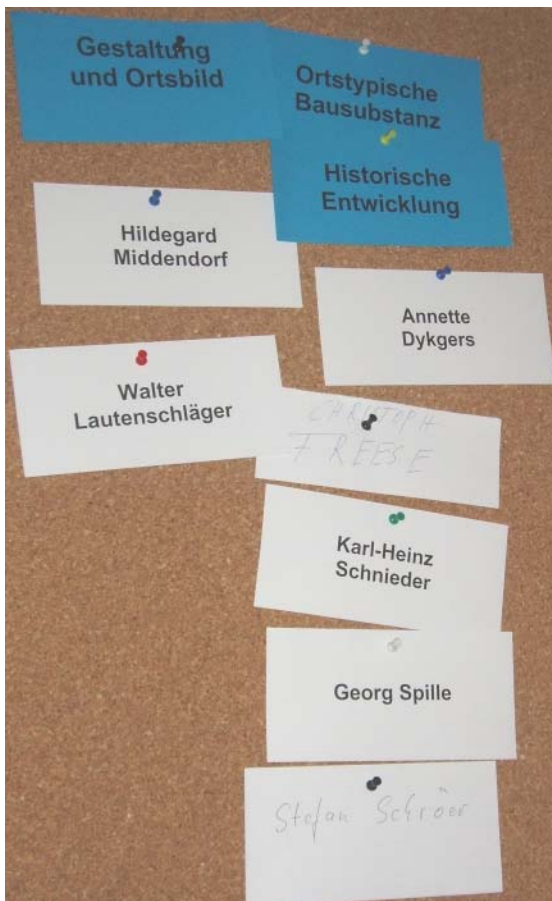 Gestaltung
und Ortsbild
Ortstypische
Bausubstanz
Historische
Entwicklung
Hildegard
Middendorf
Annette
Dykgers
Walter
Lautenschläger
CHRISTOPH
FREESE
Karl-Heinz
Schnieder
Georg Spille
Stefan Schröer